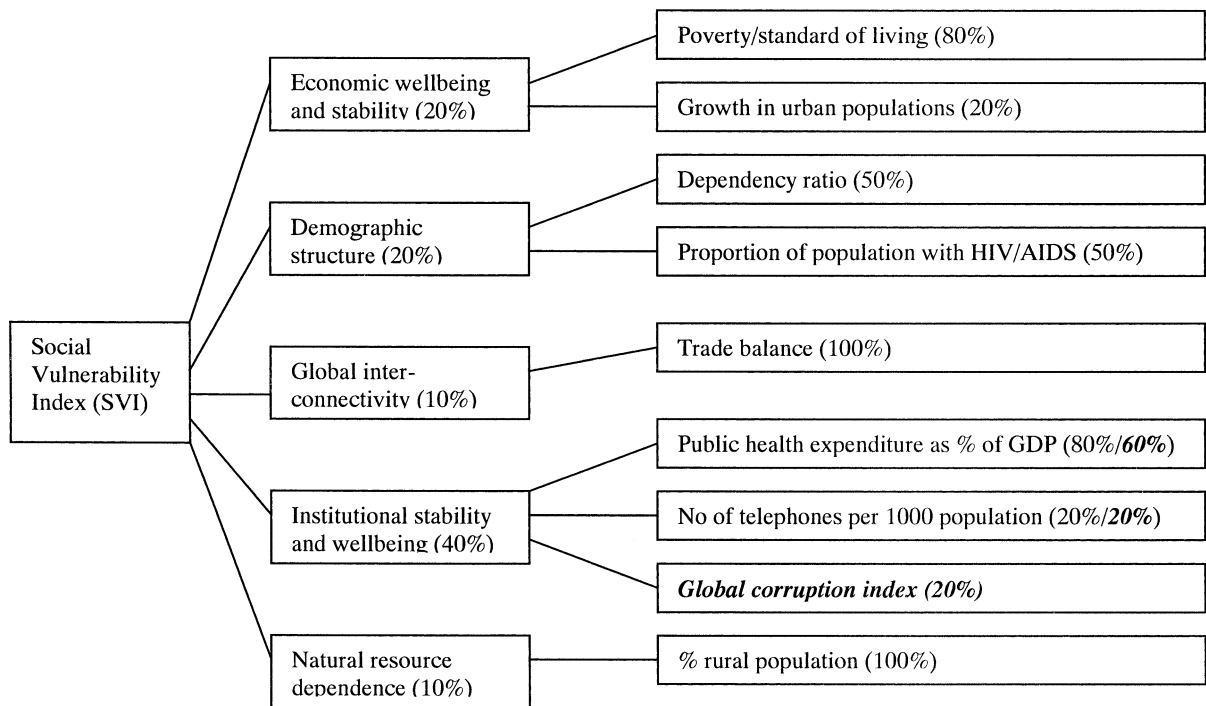 Social
Vulnerability
Index (SVI)
Economic wellbeing
and stability (20%)
Poverty/standard of living (80%)
Growth in urban populations (20%)
Demographic
structure (20%)
Dependency ratio (50%)
Proportion of population with HIV/AIDS (50%)
Global inter-
connectivity (10%)
Trade balance (100%)
Institutional stability
and wellbeing (40%)
Public health expenditure as % of GDP (80%/60%)
No of telephones per 1000 population (20%/20%)
Global corruption index (20%)
Natural resource
dependence (10%)
% rural population (100%)